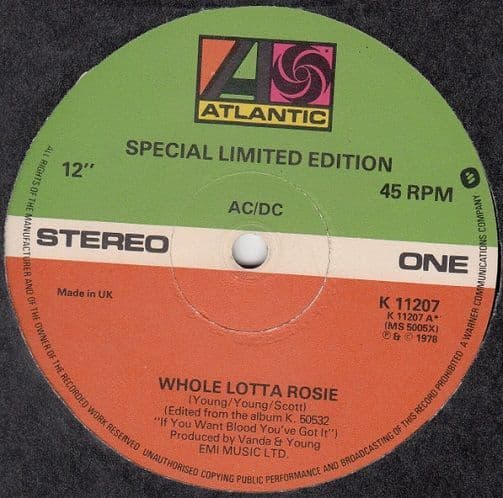 ATLANTIC
SPECIAL LIMITED EDITION
12"
45 RPM
AC/DC
STEREO
ONE
Made in UK
K 11207
K 11207 A*
(MS 5005X)
Ⓟ & © 1978
WHOLE LOTTA ROSIE
(Young/Young/Scott)
(Edited from the album K. 50532
"If You Want Blood You've Got It")
Produced by Vanda & Young
EMI MUSIC LTD.
ALL RIGHTS OF THE MANUFACTURER AND OF THE OWNER OF THE RECORDED WORK RESERVED. UNAUTHORISED COPYING PUBLIC PERFORMANCE AND BROADCASTING OF THIS RECORD PROHIBITED. A WARNER COMMUNICATIONS COMPANY